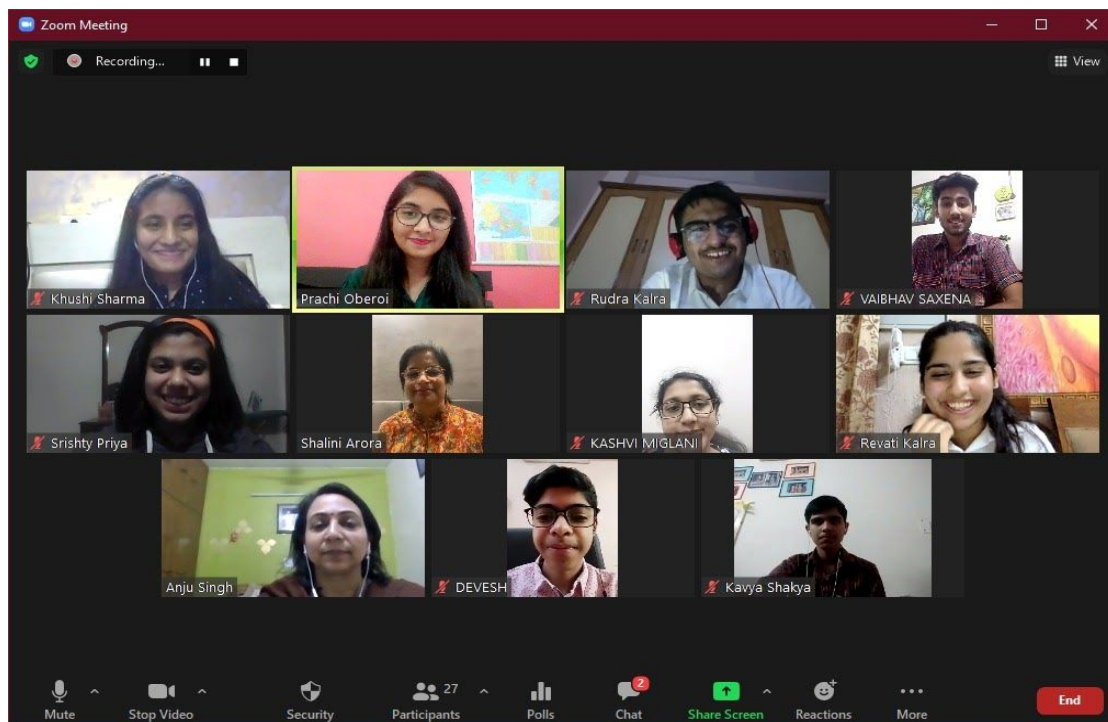 Zoom Meeting
Recording...
View
Khushi Sharma
Prachi Oberoi
Rudra Kalra
VAIBHAV SAXENA
Srishty Priya
Shalini Arora
KASHVI MIGLANI
Revati Kalra
Anju Singh
DEVESH
Kavya Shakya
27
2
Mute
Stop Video
Security
Participants
Polls
Chat
Share Screen
Reactions
More
End